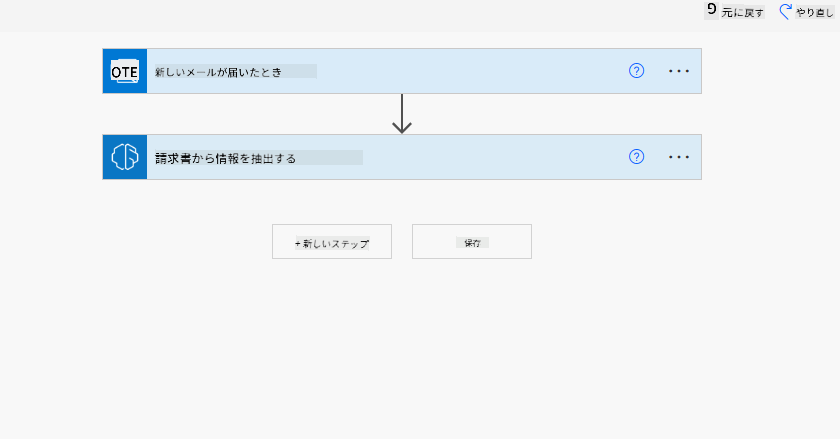 9 元に戻す やり直し
OTE 新しいメールが届いたとき
請求書から情報を抽出する
+ 新しいステップ 保存